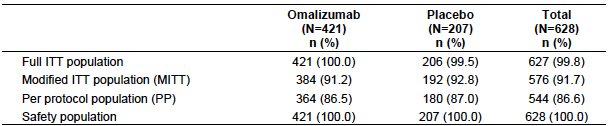 Omalizumab Placebo Total
(N=421) (N=207) (N=628)
n (%) n (%) n (%)
Full ITT population 421 (100.0) 206 (99.5) 627 (99.8)
Modified ITT population (MITT) 384 (91.2) 192 (92.8) 576 (91.7)
Per protocol population (PP) 364 (86.5) 180 (87.0) 544 (86.6)
Safety population 421 (100.0) 207 (100.0) 628 (100.0)